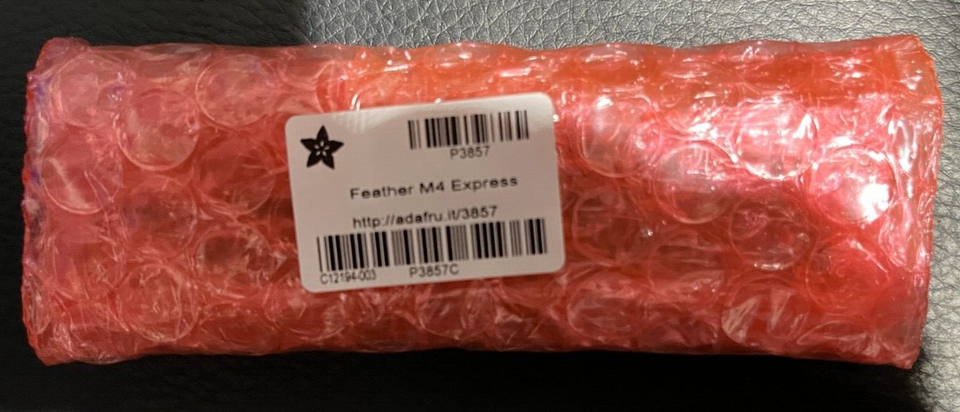 P3857
Feather M4 Express
http://adafru.it/3857
C12194-003 P3857C